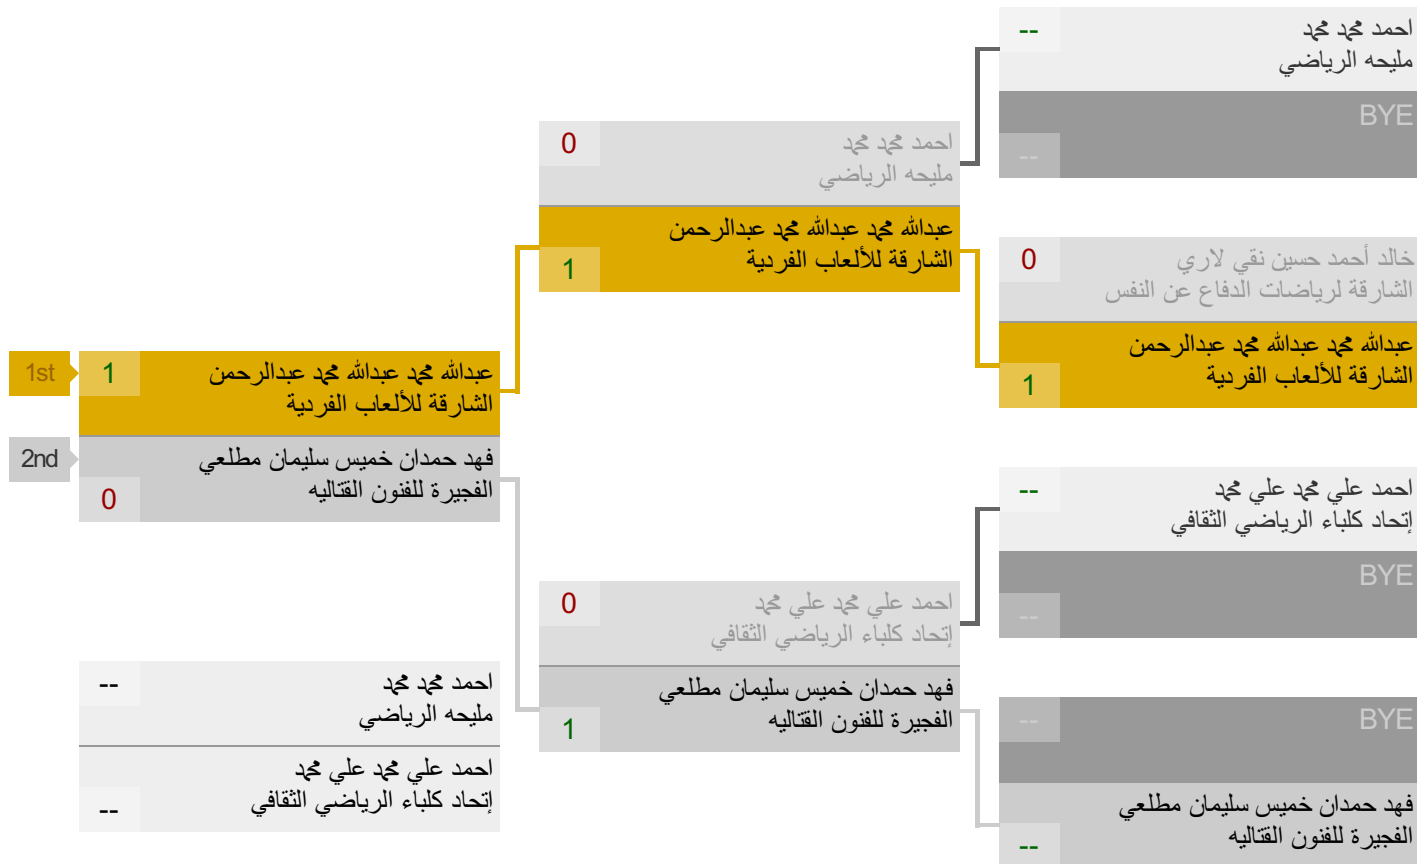 --
احمد محمد محمد
مليحه الرياضي
BYE
--
0
خالد أحمد حسين نقي لاري
الشارقة لرياضات الدفاع عن النفس
عبدالله محمد عبدالله محمد عبدالرحمن
الشارقة للألعاب الفردية
1
--
احمد علي محمد علي محمد
إتحاد كلباء الرياضي الثقافي
BYE
--
BYE
--
فهد حمدان خميس سليمان مطلعي
الفجيرة للفنون القتاليه
--
0
احمد محمد محمد
مليحه الرياضي
عبدالله محمد عبدالله محمد عبدالرحمن
الشارقة للألعاب الفردية
1
0
احمد علي محمد علي محمد
إتحاد كلباء الرياضي الثقافي
فهد حمدان خميس سليمان مطلعي
الفجيرة للفنون القتاليه
1
1st
1
عبدالله محمد عبدالله محمد عبدالرحمن
الشارقة للألعاب الفردية
2nd
فهد حمدان خميس سليمان مطلعي
الفجيرة للفنون القتاليه
0
--
احمد محمد محمد
مليحه الرياضي
احمد علي محمد علي محمد
إتحاد كلباء الرياضي الثقافي
--